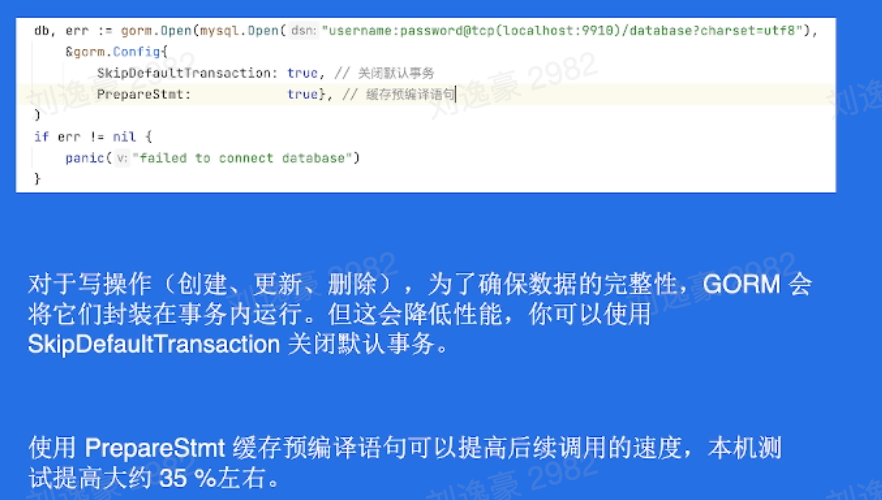 db, err := gorm.Open(mysql.Open( dsn: "username:password@tcp(localhost:9910)/database?charset=utf8"),
&gorm.Config{
SkipDefaultTransaction: true, // 关闭默认事务
PrepareStmt: true}, // 缓存预编译语句
)
if err != nil {
panic( v: "failed to connect database")
}
对于写操作（创建、更新、删除），为了确保数据的完整性，GORM 会
将它们封装在事务内运行。但这会降低性能，你可以使用
SkipDefaultTransaction 关闭默认事务。
使用 PrepareStmt 缓存预编译语句可以提高后续调用的速度，本机测
试提高大约 35 %左右。
刘逸豪 2982